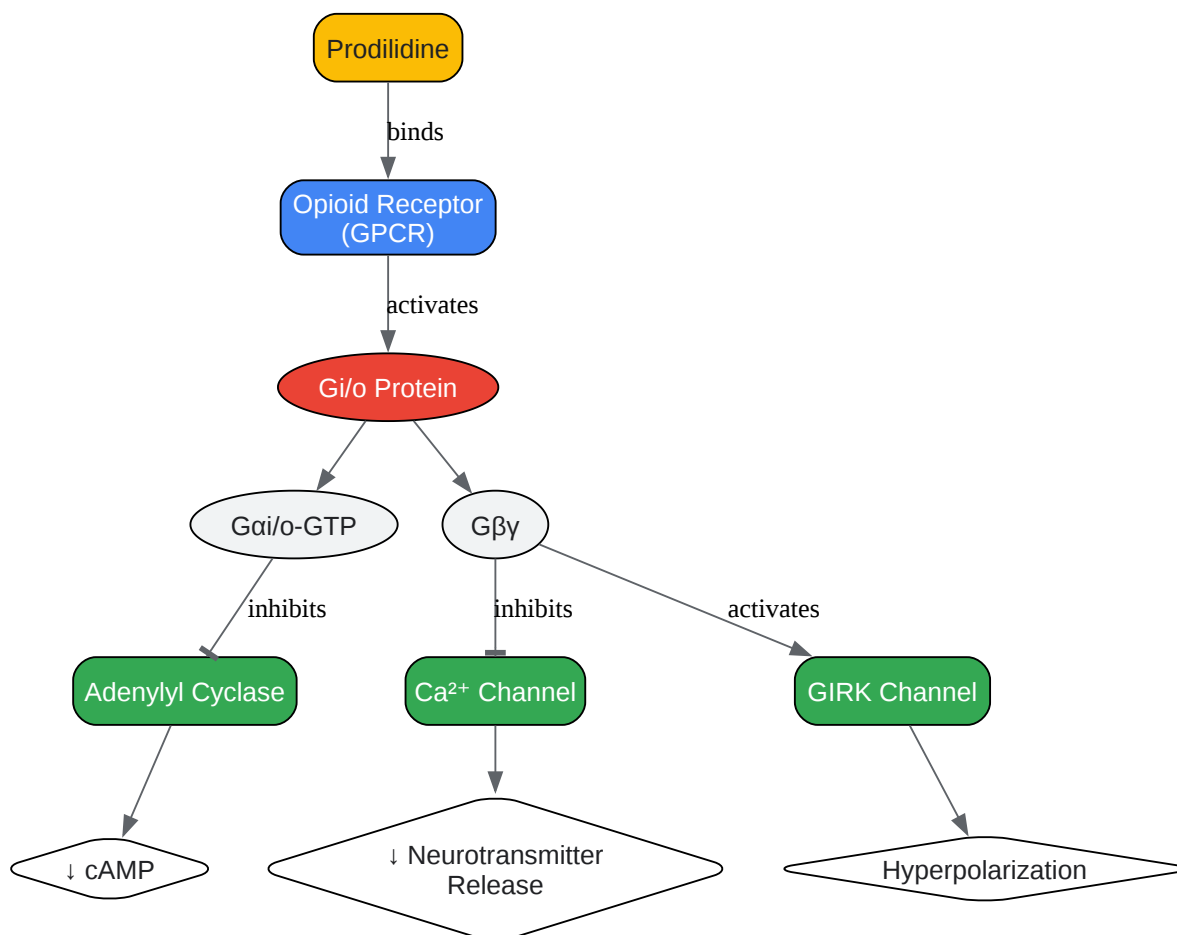 Prodilidine
binds
Opioid Receptor
(GPCR)
activates
Gi/o Protein
Gαi/o-GTP
Gβγ
inhibits
inhibits
activates
Adenylyl Cyclase
Ca²⁺ Channel
GIRK Channel
↓ cAMP
↓ Neurotransmitter
Release
Hyperpolarization